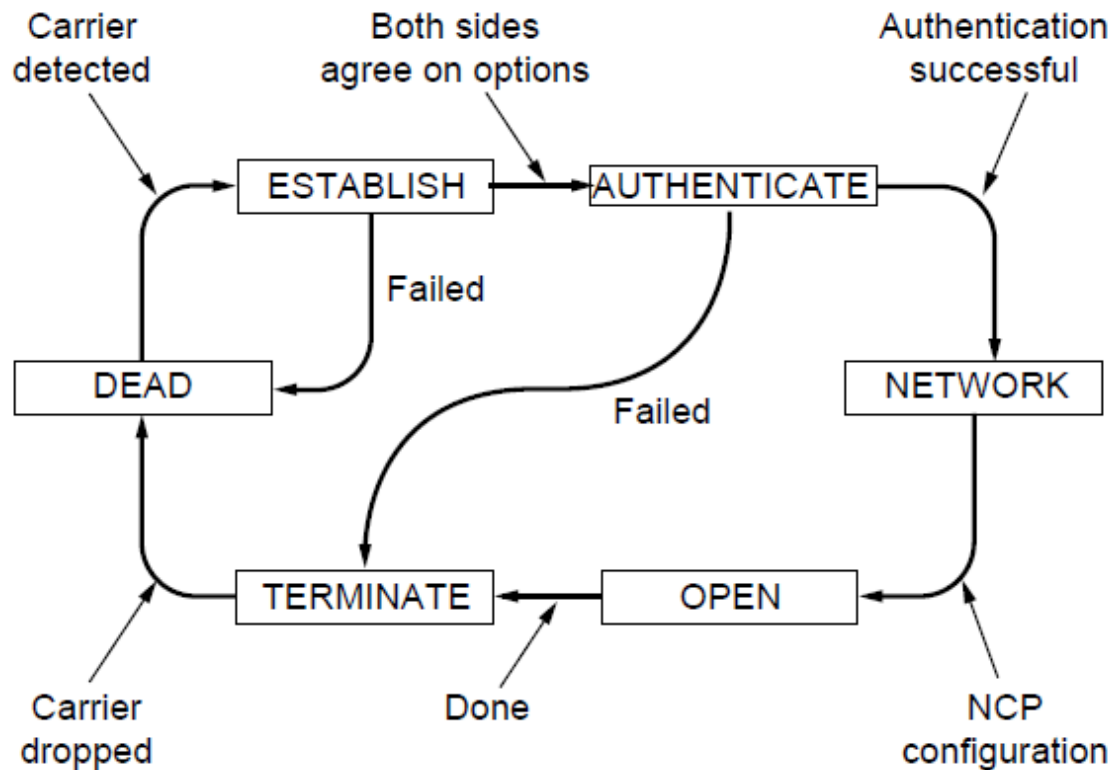 Carrier
detected
Both sides
agree on options
Authentication
successful
ESTABLISH
AUTHENTICATE
Failed
DEAD
NETWORK
Failed
TERMINATE
OPEN
Carrier
dropped
Done
NCP
configuration